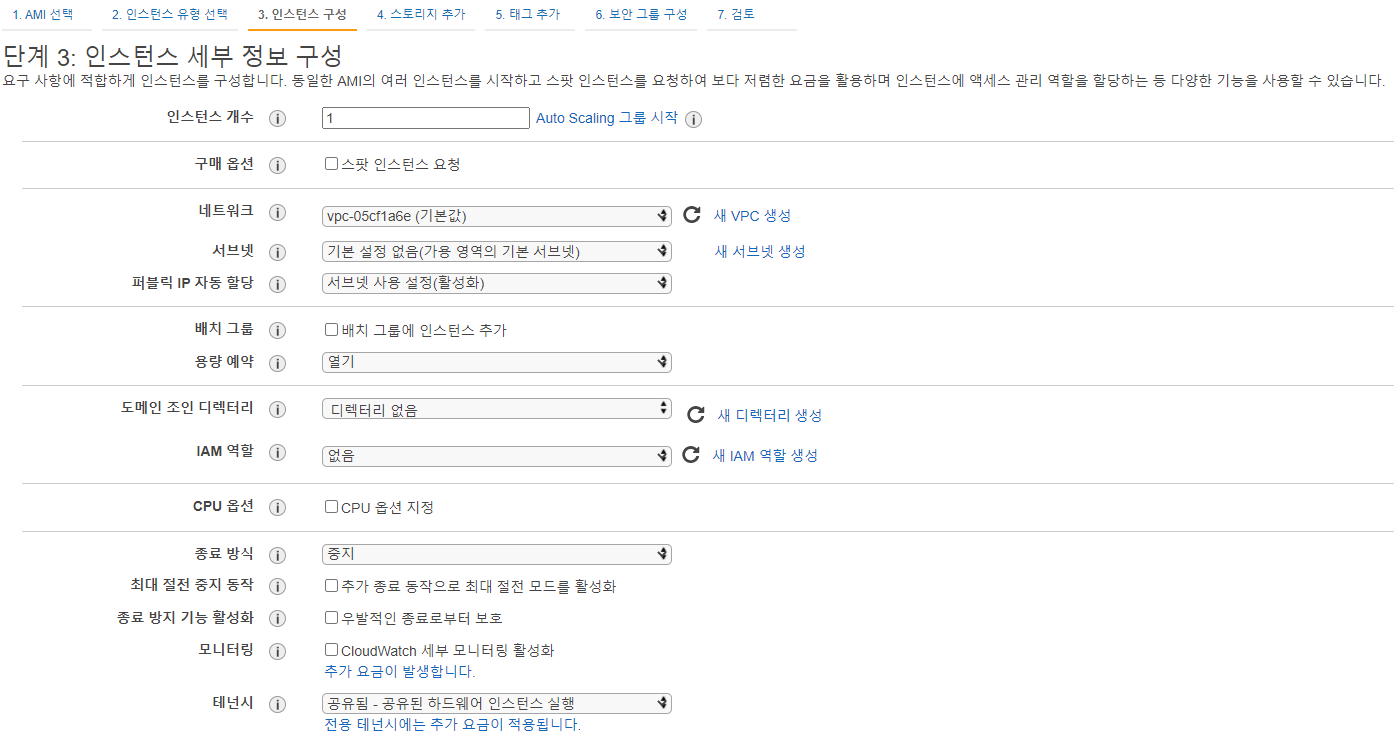 1. AMI 선택 2. 인스턴스 유형 선택 3. 인스턴스 구성 4. 스토리지 추가 5. 태그 추가 6. 보안 그룹 구성 7. 검토
단계 3: 인스턴스 세부 정보 구성
요구 사항에 적합하게 인스턴스를 구성합니다. 동일한 AMI의 여러 인스턴스를 시작하고 스팟 인스턴스를 요청하여 보다 저렴한 요금을 활용하며 인스턴스에 액세스 관리 역할을 할당하는 등 다양한 기능을 사용할 수 있습니다.
인스턴스 개수 i 1 Auto Scaling 그룹 시작 i
구매 옵션 i 스팟 인스턴스 요청
네트워크 i vpc-05cf1a6e (기본값) 새 VPC 생성
서브넷 i 기본 설정 없음(가용 영역의 기본 서브넷) 새 서브넷 생성
퍼블릭 IP 자동 할당 i 서브넷 사용 설정(활성화)
배치 그룹 i 배치 그룹에 인스턴스 추가
용량 예약 i 열기
도메인 조인 디렉터리 i 디렉터리 없음 새 디렉터리 생성
IAM 역할 i 없음 새 IAM 역할 생성
CPU 옵션 i CPU 옵션 지정
종료 방식 i 중지
최대 절전 중지 동작 i 추가 종료 동작으로 최대 절전 모드를 활성화
종료 방지 기능 활성화 i 우발적인 종료로부터 보호
모니터링 i CloudWatch 세부 모니터링 활성화
추가 요금이 발생합니다.
테넌시 i 공유됨 - 공유된 하드웨어 인스턴스 실행
전용 테넌시에는 추가 요금이 적용됩니다.